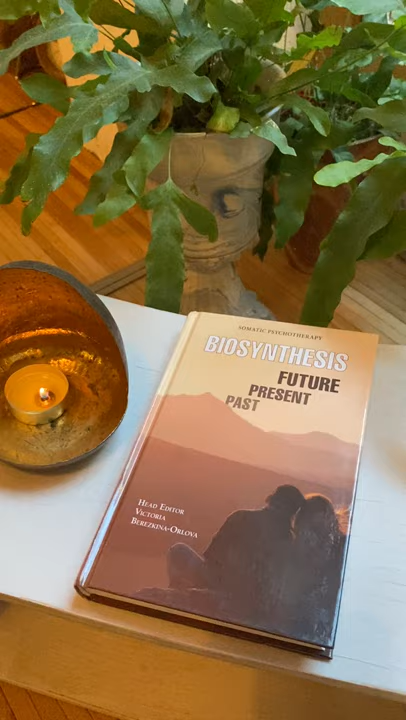 SOMATIC PSYCHOTHERAPY
BIOSYNTHESIS
FUTURE
PRESENT
PAST
HEAD EDITOR
VICTORIA
BEREZKINA-ORLOVA